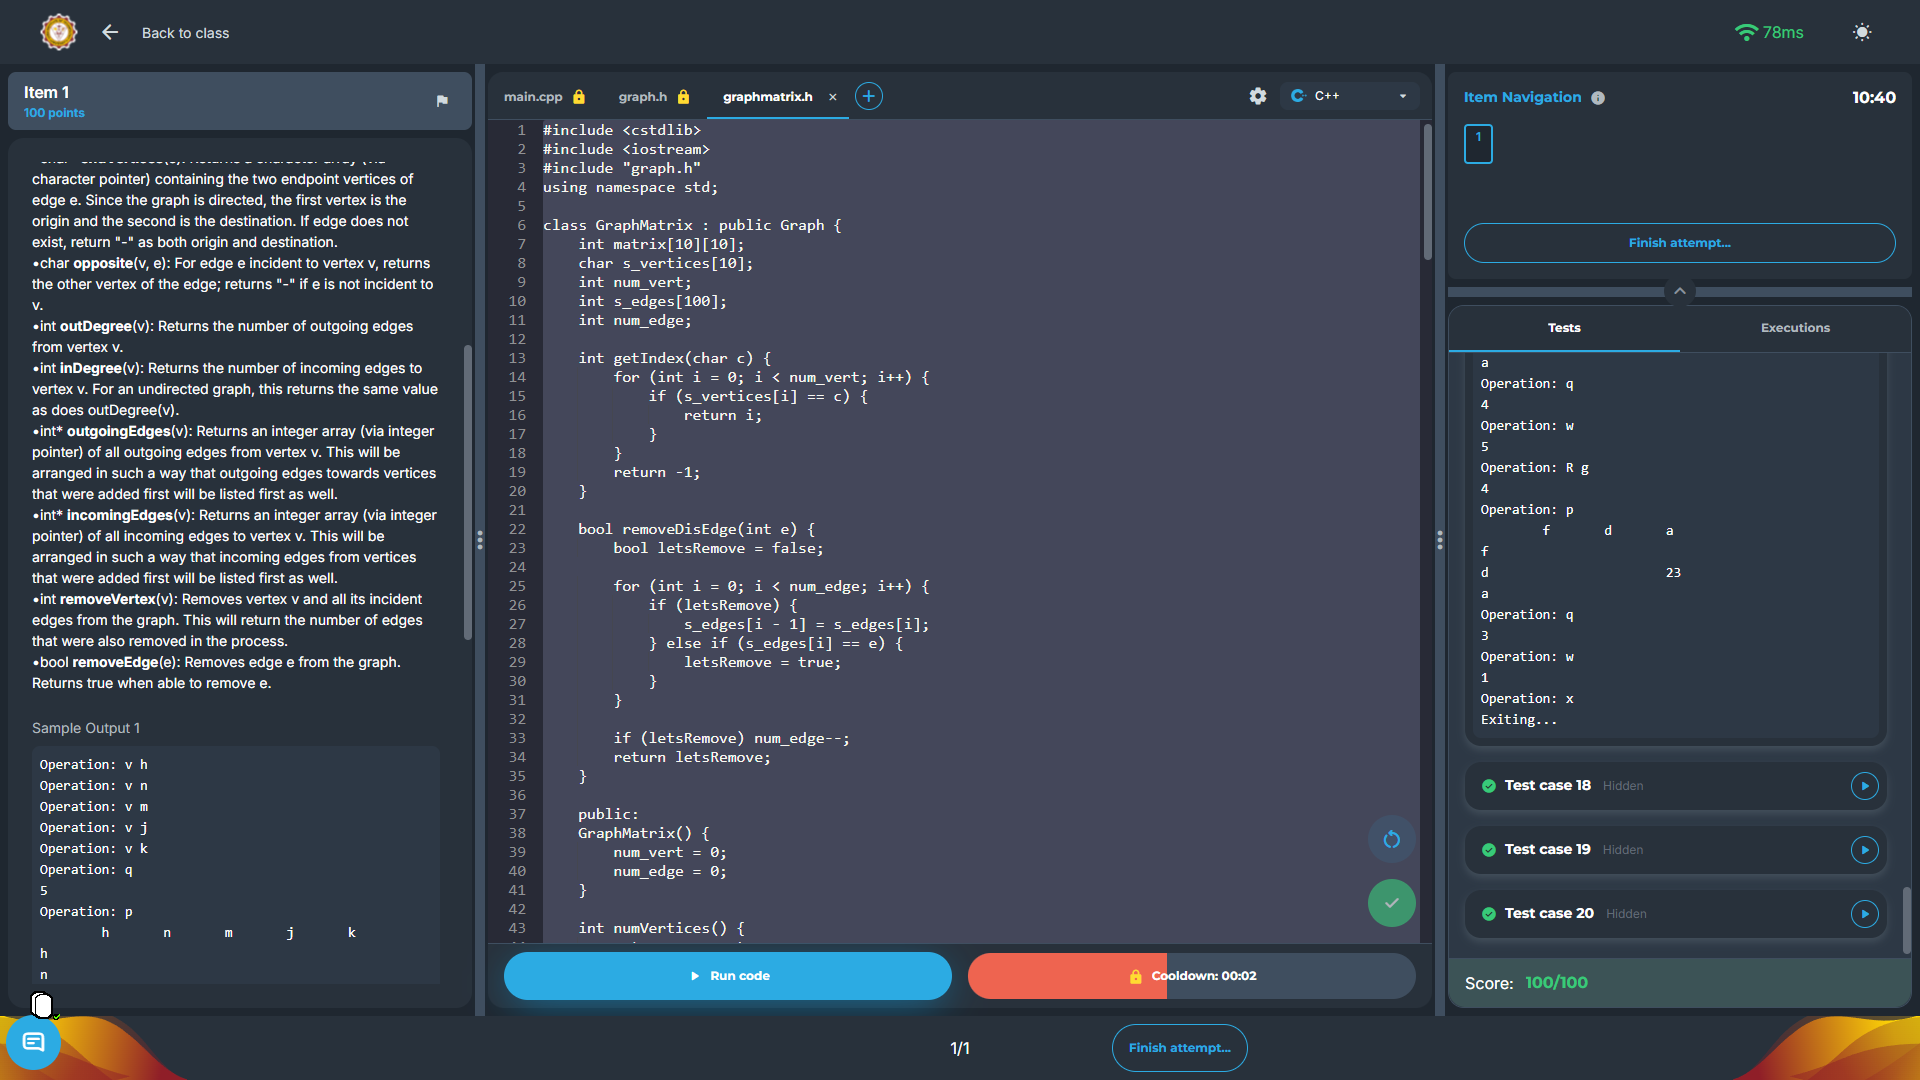 Back to class
78ms
Item 1
100 points
character pointer) containing the two endpoint vertices of
edge e. Since the graph is directed, the first vertex is the
origin and the second is the destination. If edge does not
exist, return "-" as both origin and destination.
•char opposite(v, e): For edge e incident to vertex v, returns
the other vertex of the edge; returns "-" if e is not incident to
v.
•int outDegree(v): Returns the number of outgoing edges
from vertex v.
•int inDegree(v): Returns the number of incoming edges to
vertex v. For an undirected graph, this returns the same value
as does outDegree(v).
•int* outgoingEdges(v): Returns an integer array (via integer
pointer) of all outgoing edges from vertex v. This will be
arranged in such a way that outgoing edges towards vertices
that were added first will be listed first as well.
•int* incomingEdges(v): Returns an integer array (via integer
pointer) of all incoming edges to vertex v. This will be
arranged in such a way that incoming edges from vertices
that were added first will be listed first as well.
•int removeVertex(v): Removes vertex v and all its incident
edges from the graph. This will return the number of edges
that were also removed in the process.
•bool removeEdge(e): Removes edge e from the graph.
Returns true when able to remove e.
Sample Output 1
Operation: v h
Operation: v n
Operation: v m
Operation: v j
Operation: v k
Operation: q
5
Operation: p
h n m j k
h
n
main.cpp graph.h graphmatrix.h × +
C++
1 #include <cstdlib>
2 #include <iostream>
3 #include "graph.h"
4 using namespace std;
5
6 class GraphMatrix : public Graph {
7 int matrix[10][10];
8 char s_vertices[10];
9 int num_vert;
10 int s_edges[100];
11 int num_edge;
12
13 int getIndex(char c) {
14 for (int i = 0; i < num_vert; i++) {
15 if (s_vertices[i] == c) {
16 return i;
17 }
18 }
19 return -1;
20 }
21
22 bool removeDisEdge(int e) {
23 bool letsRemove = false;
24
25 for (int i = 0; i < num_edge; i++) {
26 if (letsRemove) {
27 s_edges[i - 1] = s_edges[i];
28 } else if (s_edges[i] == e) {
29 letsRemove = true;
30 }
31 }
32
33 if (letsRemove) num_edge--;
34 return letsRemove;
35 }
36
37 public:
38 GraphMatrix() {
39 num_vert = 0;
40 num_edge = 0;
41 }
42
43 int numVertices() {
Run code
Cooldown: 00:02
Item Navigation
10:40
1
Finish attempt...
Tests
Executions
a
Operation: q
4
Operation: w
5
Operation: R g
4
Operation: p
f d a
f
d 23
a
Operation: q
3
Operation: w
1
Operation: x
Exiting...
Test case 18 Hidden
Test case 19 Hidden
Test case 20 Hidden
Score: 100/100
1/1
Finish attempt...